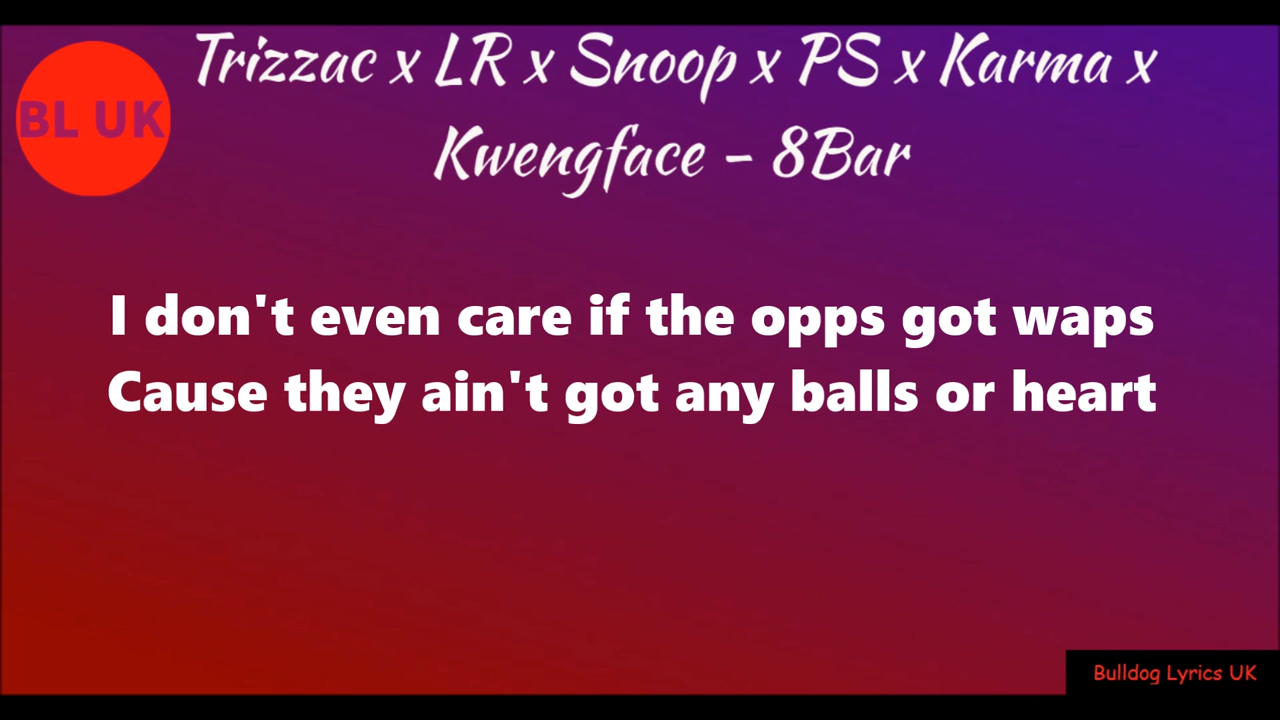 Trizzac x LR x Snoop x PS x Karma x
BL UK
Kwengface - 8Bar
I don't even care if the opps got waps
Cause they ain't got any balls or heart
Bulldog Lyrics UK